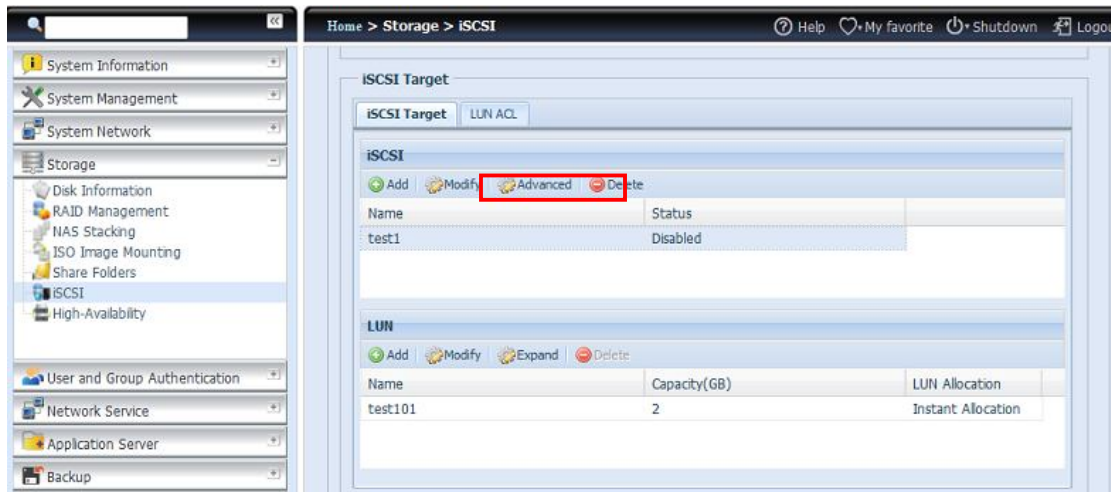 Home > Storage > iSCSI
Help My favorite Shutdown Logou
System Information
System Management
System Network
Storage
Disk Information
RAID Management
NAS Stacking
ISO Image Mounting
Share Folders
iSCSI
High-Availability
User and Group Authentication
Network Service
Application Server
Backup
iSCSI Target
iSCSI Target LUN ACL
iSCSI
Add Modify Advanced Delete
Name Status
test1 Disabled
LUN
Add Modify Expand Delete
Name Capacity(GB) LUN Allocation
test101 2 Instant Allocation